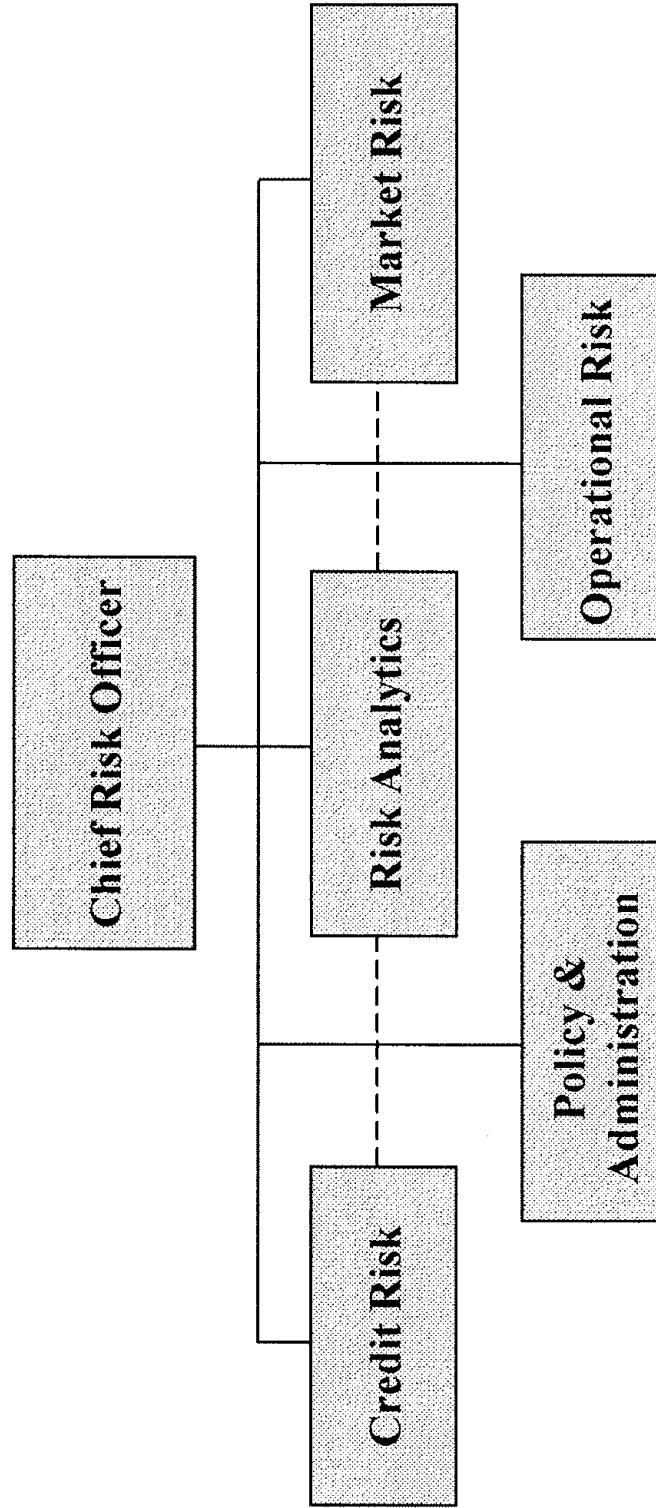 Chief Risk Officer
Credit Risk
Risk Analytics
Market Risk
Policy &
Administration
Operational Risk